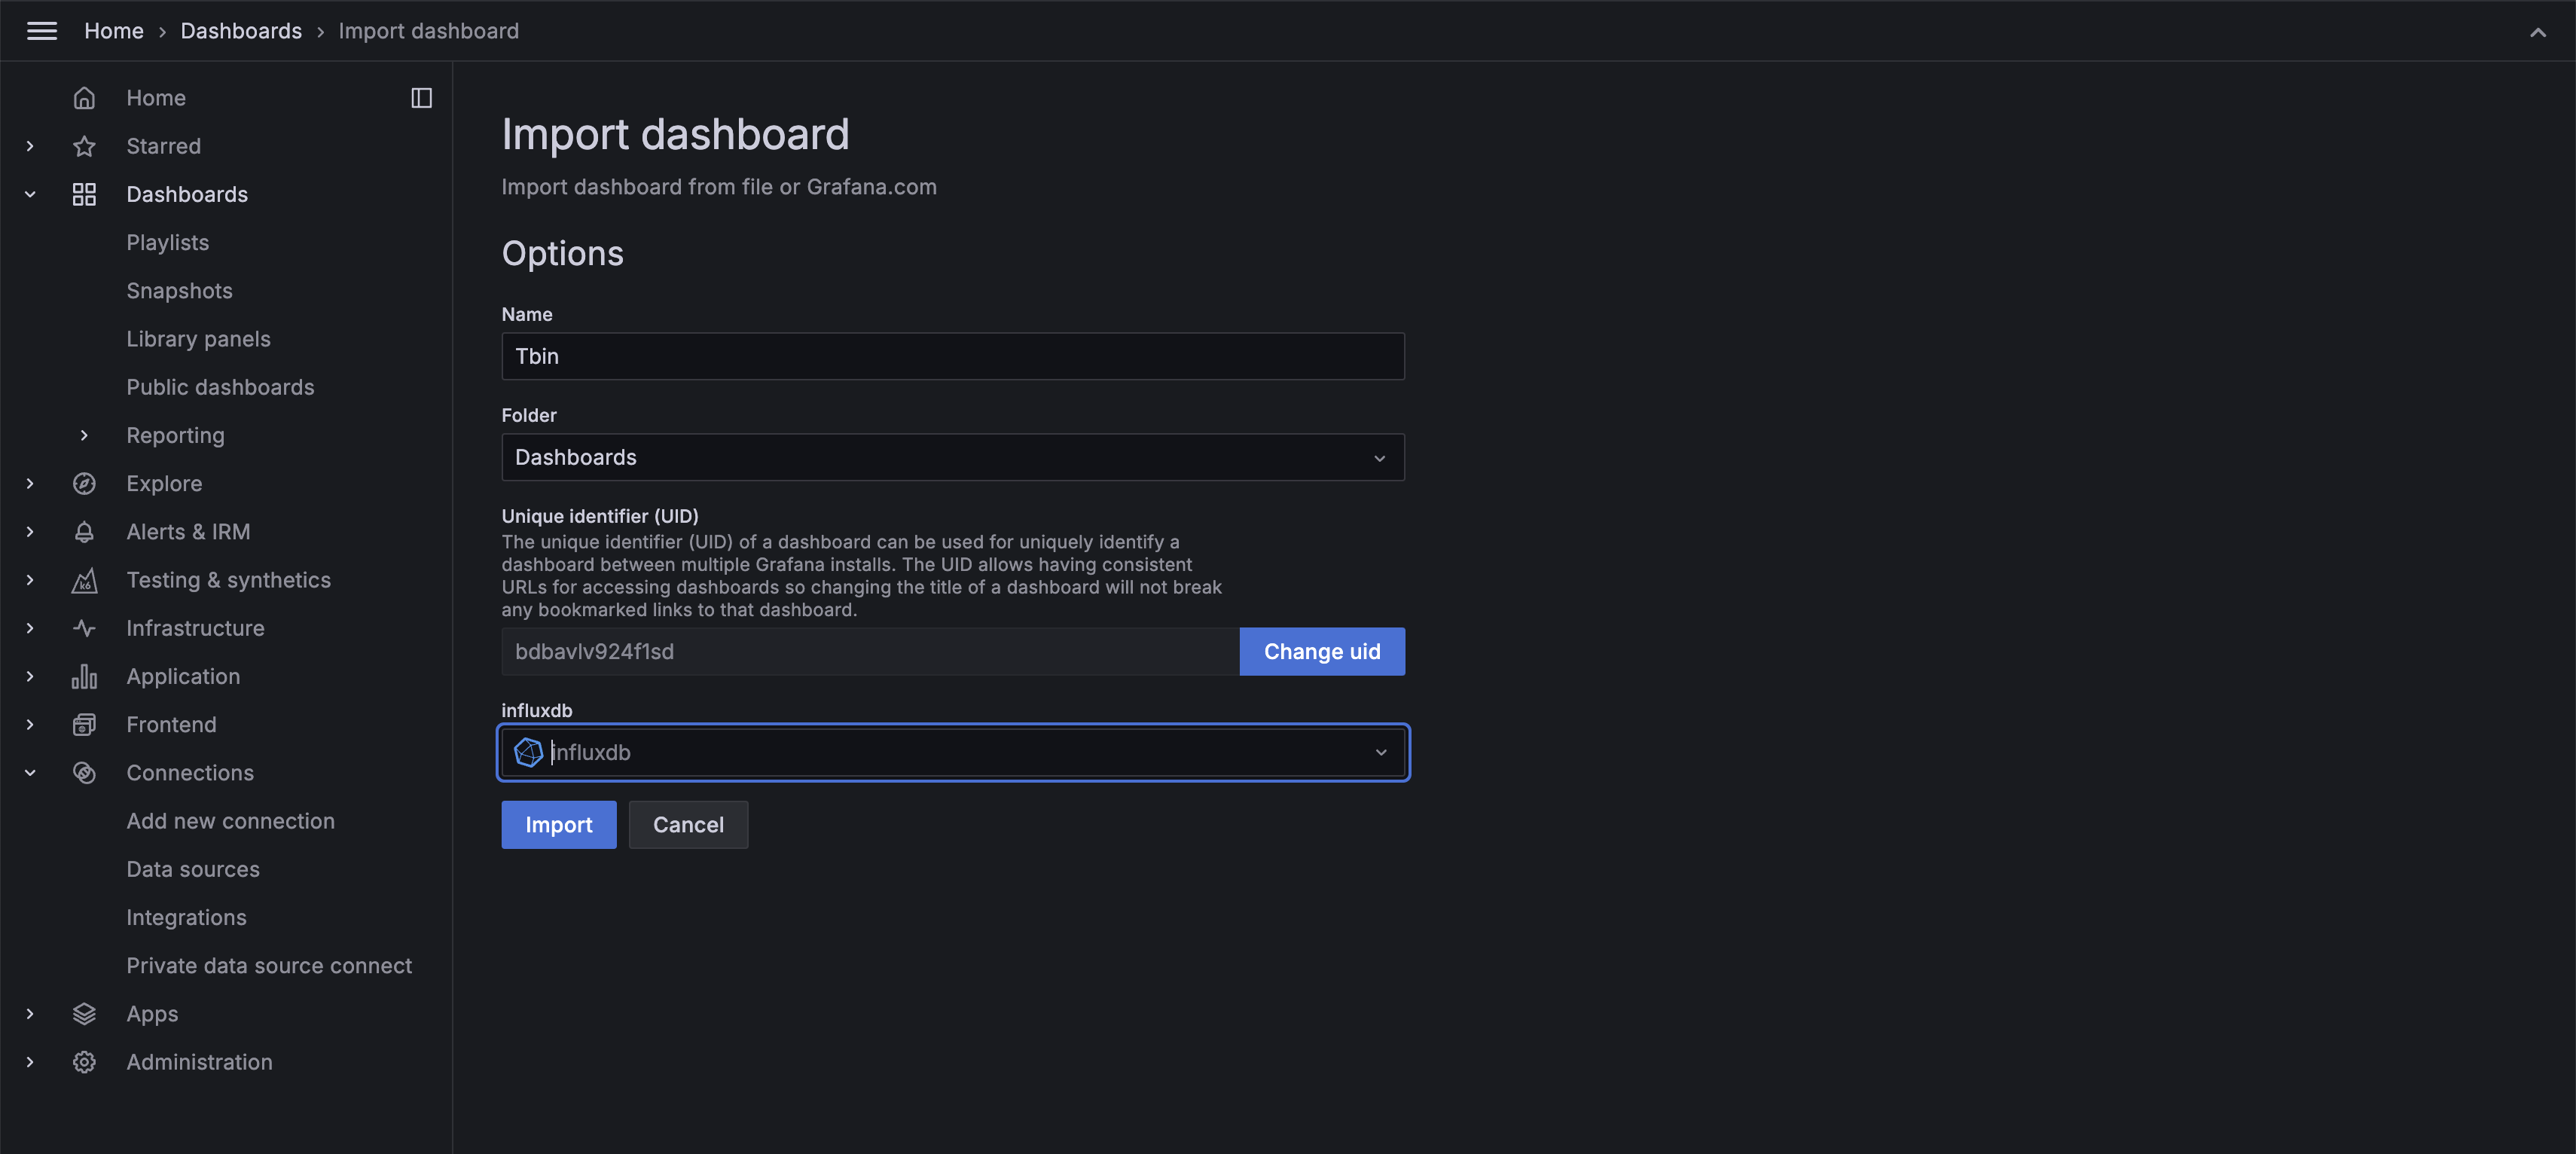 Home › Dashboards › Import dashboard
Home
Starred
Dashboards
Playlists
Snapshots
Library panels
Public dashboards
Reporting
Explore
Alerts & IRM
k6
Testing & synthetics
Infrastructure
Application
Frontend
Connections
Add new connection
Data sources
Integrations
Private data source connect
Apps
Administration
Import dashboard
Import dashboard from file or Grafana.com
Options
Name
Tbin
Folder
Dashboards
Unique identifier (UID)
The unique identifier (UID) of a dashboard can be used for uniquely identify a
dashboard between multiple Grafana installs. The UID allows having consistent
URLs for accessing dashboards so changing the title of a dashboard will not break
any bookmarked links to that dashboard.
bdbavlv924f1sd
Change uid
influxdb
influxdb
Import
Cancel